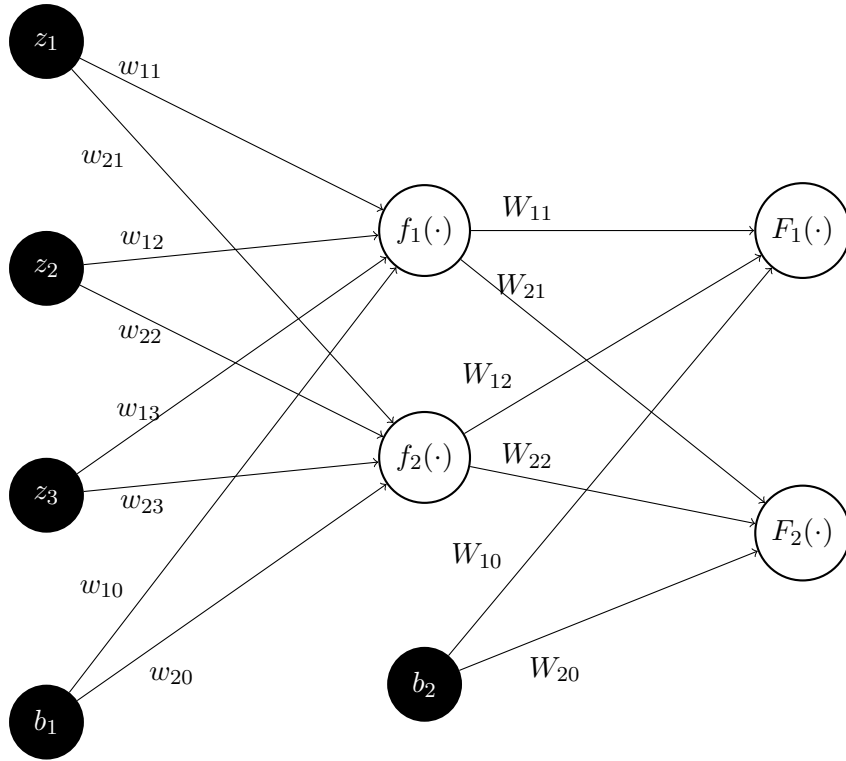 z₁
w₁₁
w₂₁
f₁(·)
W₁₁
F₁(·)
w₁₂
z₂
W₂₁
w₂₂
W₁₂
w₁₃
f₂(·)
W₂₂
z₃
w₂₃
F₂(·)
W₁₀
w₁₀
w₂₀
b₂
W₂₀
b₁